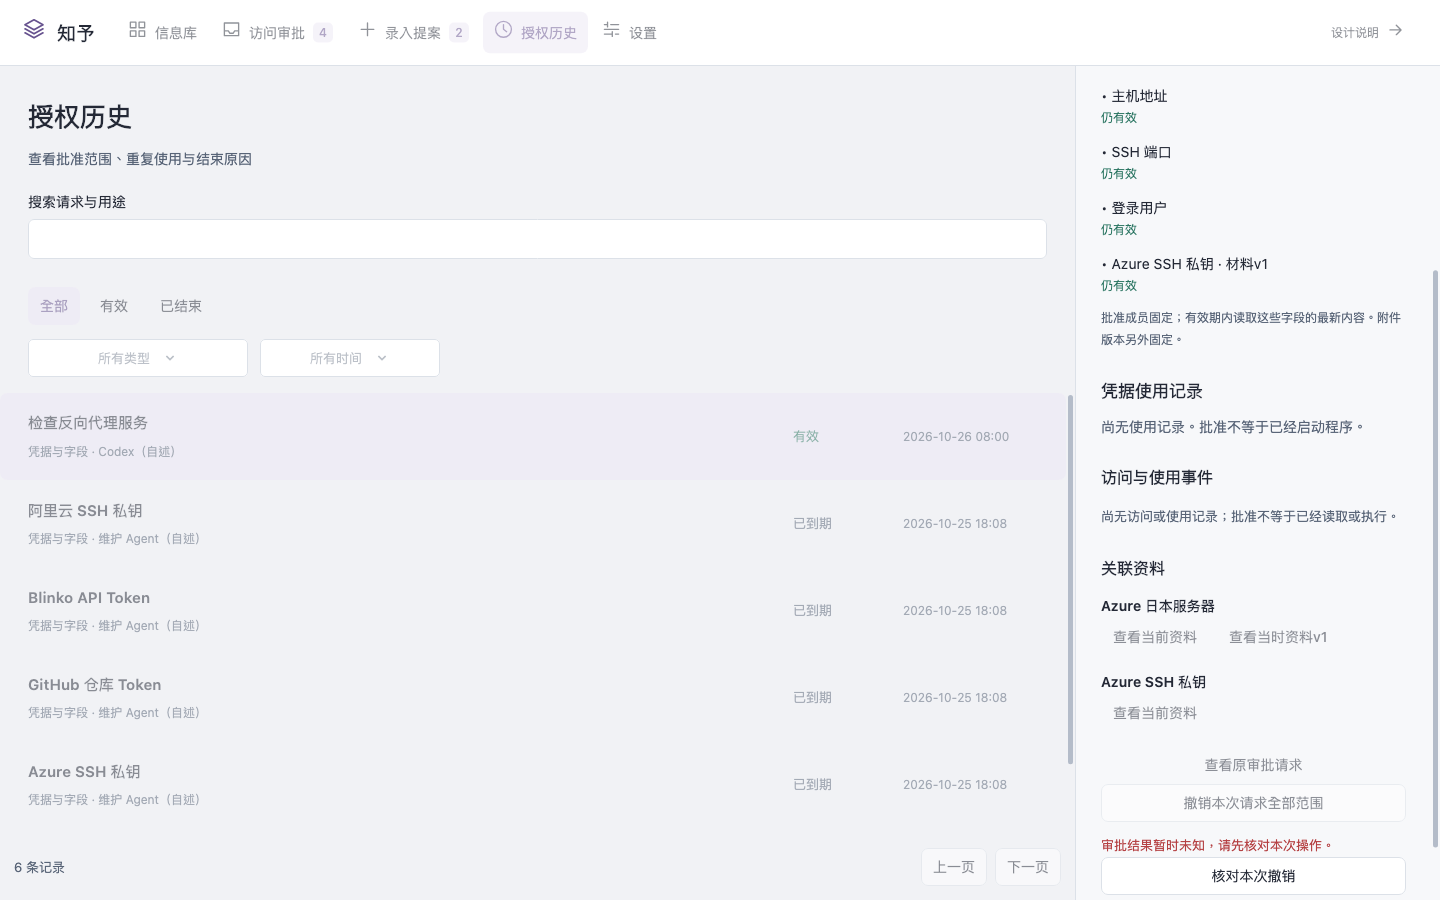 知予
信息库
访问审批 4
录入提案 2
授权历史
设置
设计说明
授权历史
查看批准范围、重复使用与结束原因
搜索请求与用途
全部
有效
已结束
所有类型
所有时间
检查反向代理服务
凭据与字段 · Codex（自述）
有效
2026-10-26 08:00
阿里云 SSH 私钥
凭据与字段 · 维护 Agent（自述）
已到期
2026-10-25 18:08
Blinko API Token
凭据与字段 · 维护 Agent（自述）
已到期
2026-10-25 18:08
GitHub 仓库 Token
凭据与字段 · 维护 Agent（自述）
已到期
2026-10-25 18:08
Azure SSH 私钥
凭据与字段 · 维护 Agent（自述）
已到期
2026-10-25 18:08
6 条记录
上一页
下一页
• 主机地址
仍有效
• SSH 端口
仍有效
• 登录用户
仍有效
• Azure SSH 私钥 · 材料v1
仍有效
批准成员固定；有效期内读取这些字段的最新内容。附件
版本另外固定。
凭据使用记录
尚无使用记录。批准不等于已经启动程序。
访问与使用事件
尚无访问或使用记录；批准不等于已经读取或执行。
关联资料
Azure 日本服务器
查看当前资料
查看当时资料v1
Azure SSH 私钥
查看当前资料
查看原审批请求
撤销本次请求全部范围
审批结果暂时未知，请先核对本次操作。
核对本次撤销